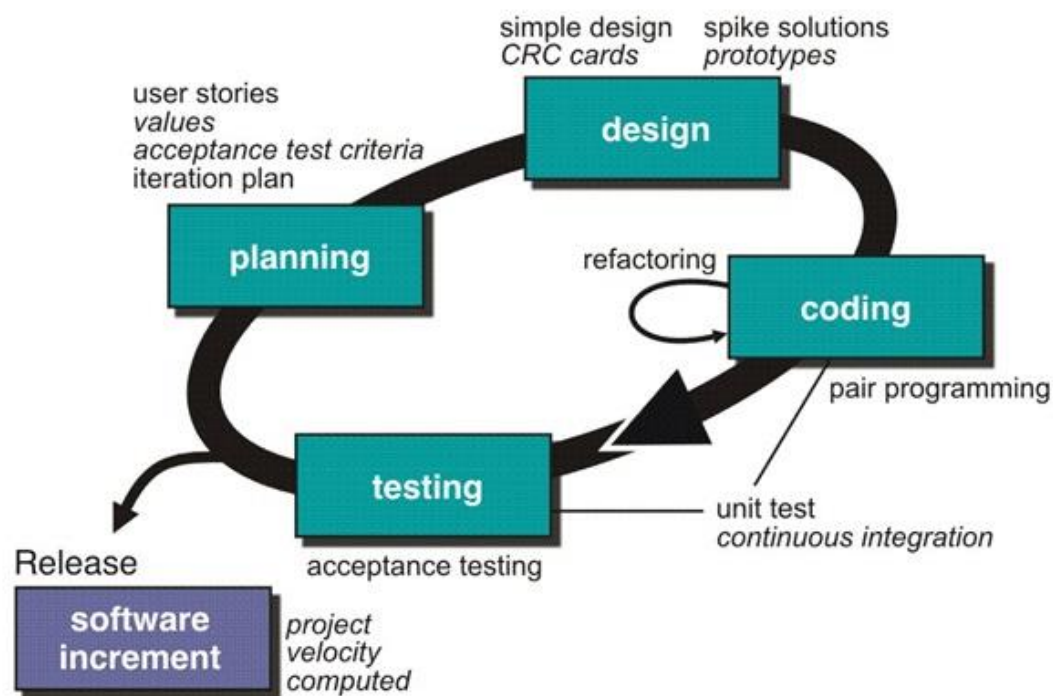 simple design
CRC cards
spike solutions
prototypes
user stories
values
acceptance test criteria
iteration plan
design
planning
refactoring
coding
pair programming
testing
unit test
continuous integration
acceptance testing
Release
software
increment
project
velocity
computed